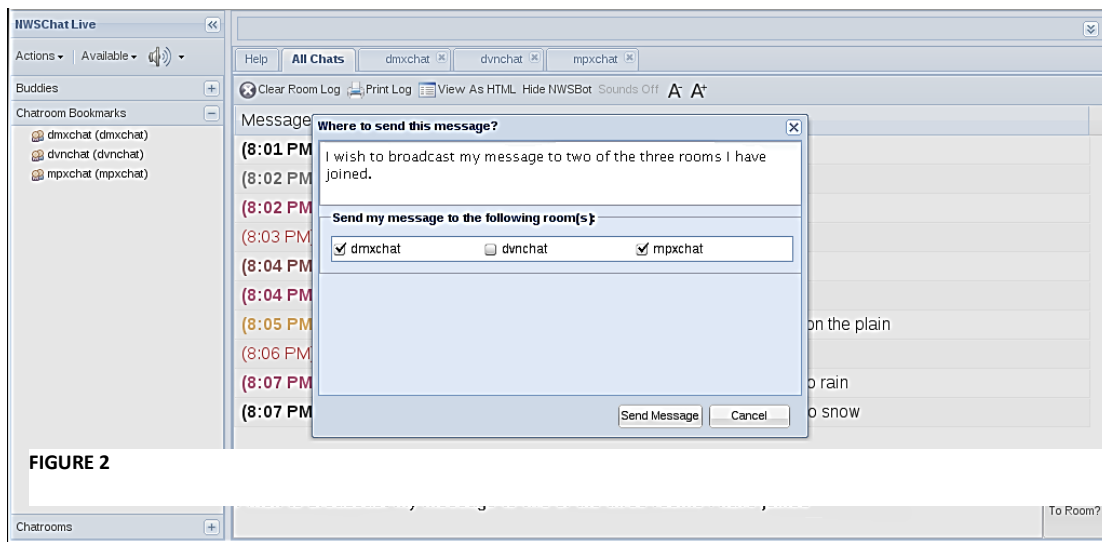 NWSChat Live
Actions Available
Help All Chats dmxchat dvnchat mpxchat
Buddies
Clear Room Log Print Log View As HTML Hide NWSBot Sounds Off A- A+
Chatroom Bookmarks
Message
dmxchat (dmxchat)
dvnchat (dvnchat)
mpxchat (mpxchat)
Where to send this message?
I wish to broadcast my message to two of the three rooms I have
joined.
Send my message to the following room(s):
dmxchat dvnchat mpxchat
(8:01 PM
(8:02 PM
(8:02 PM
(8:03 PM)
(8:04 PM
(8:04 PM
(8:05 PM on the plain
(8:06 PM)
(8:07 PM o rain
(8:07 PM o snow
Send Message Cancel
FIGURE 2
To Room?
Chatrooms